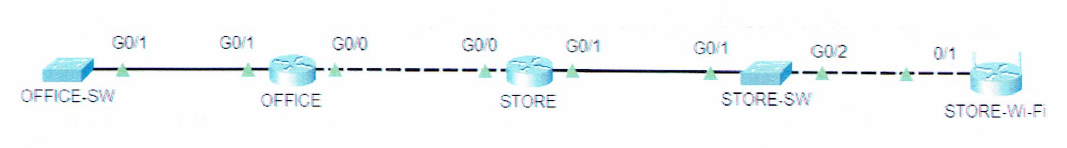 G0/1 G0/1 G0/0 G0/0 G0/1 G0/1 G0/2 0/1
OFFICE-SW OFFICE STORE STORE-SW STORE-Wi-Fi